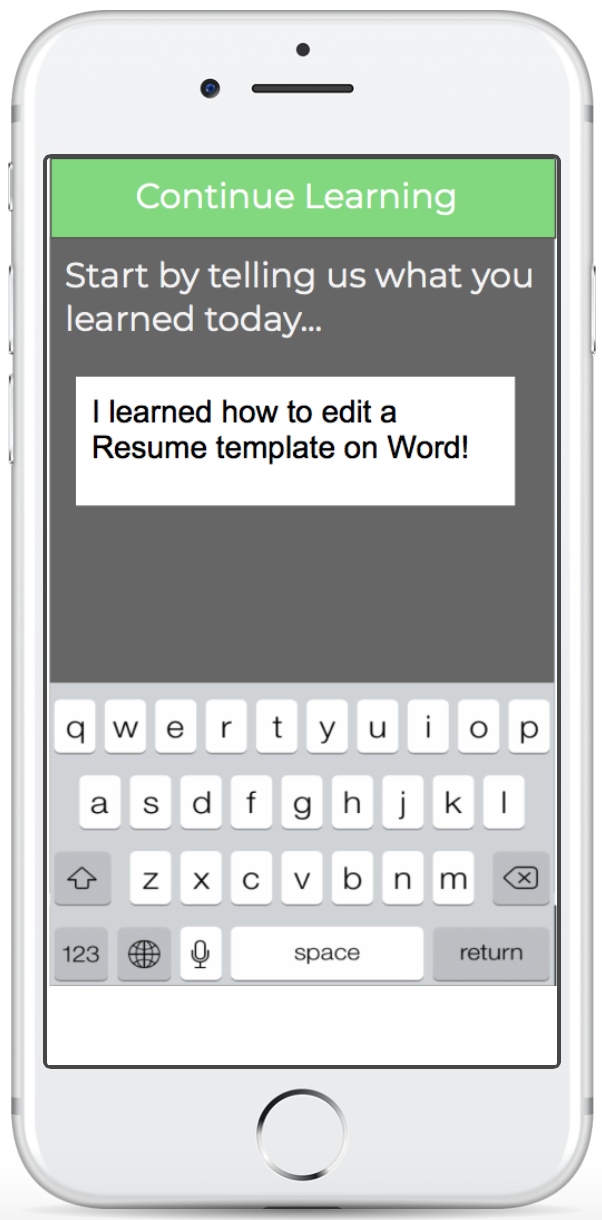 Continue Learning
Start by telling us what you
learned today...
I learned how to edit a
Resume template on Word!
q w e r t y u i o p
a s d f g h j k l
z x c v b n m
123 space return